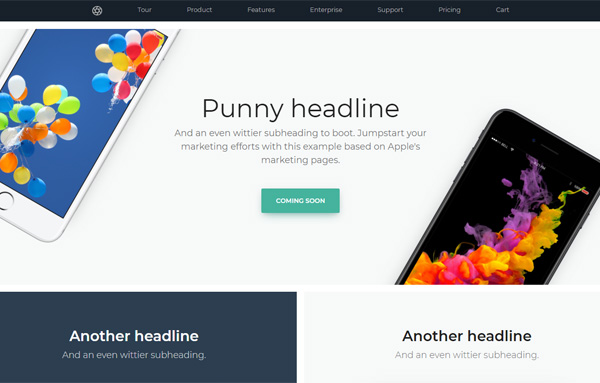 Tour Product Features Enterprise Support Pricing Cart
Punny headline
And an even wittier subheading to boot. Jumpstart your
marketing efforts with this example based on Apple's
marketing pages.
COMING SOON
Another headline
And an even wittier subheading.
Another headline
And an even wittier subheading.